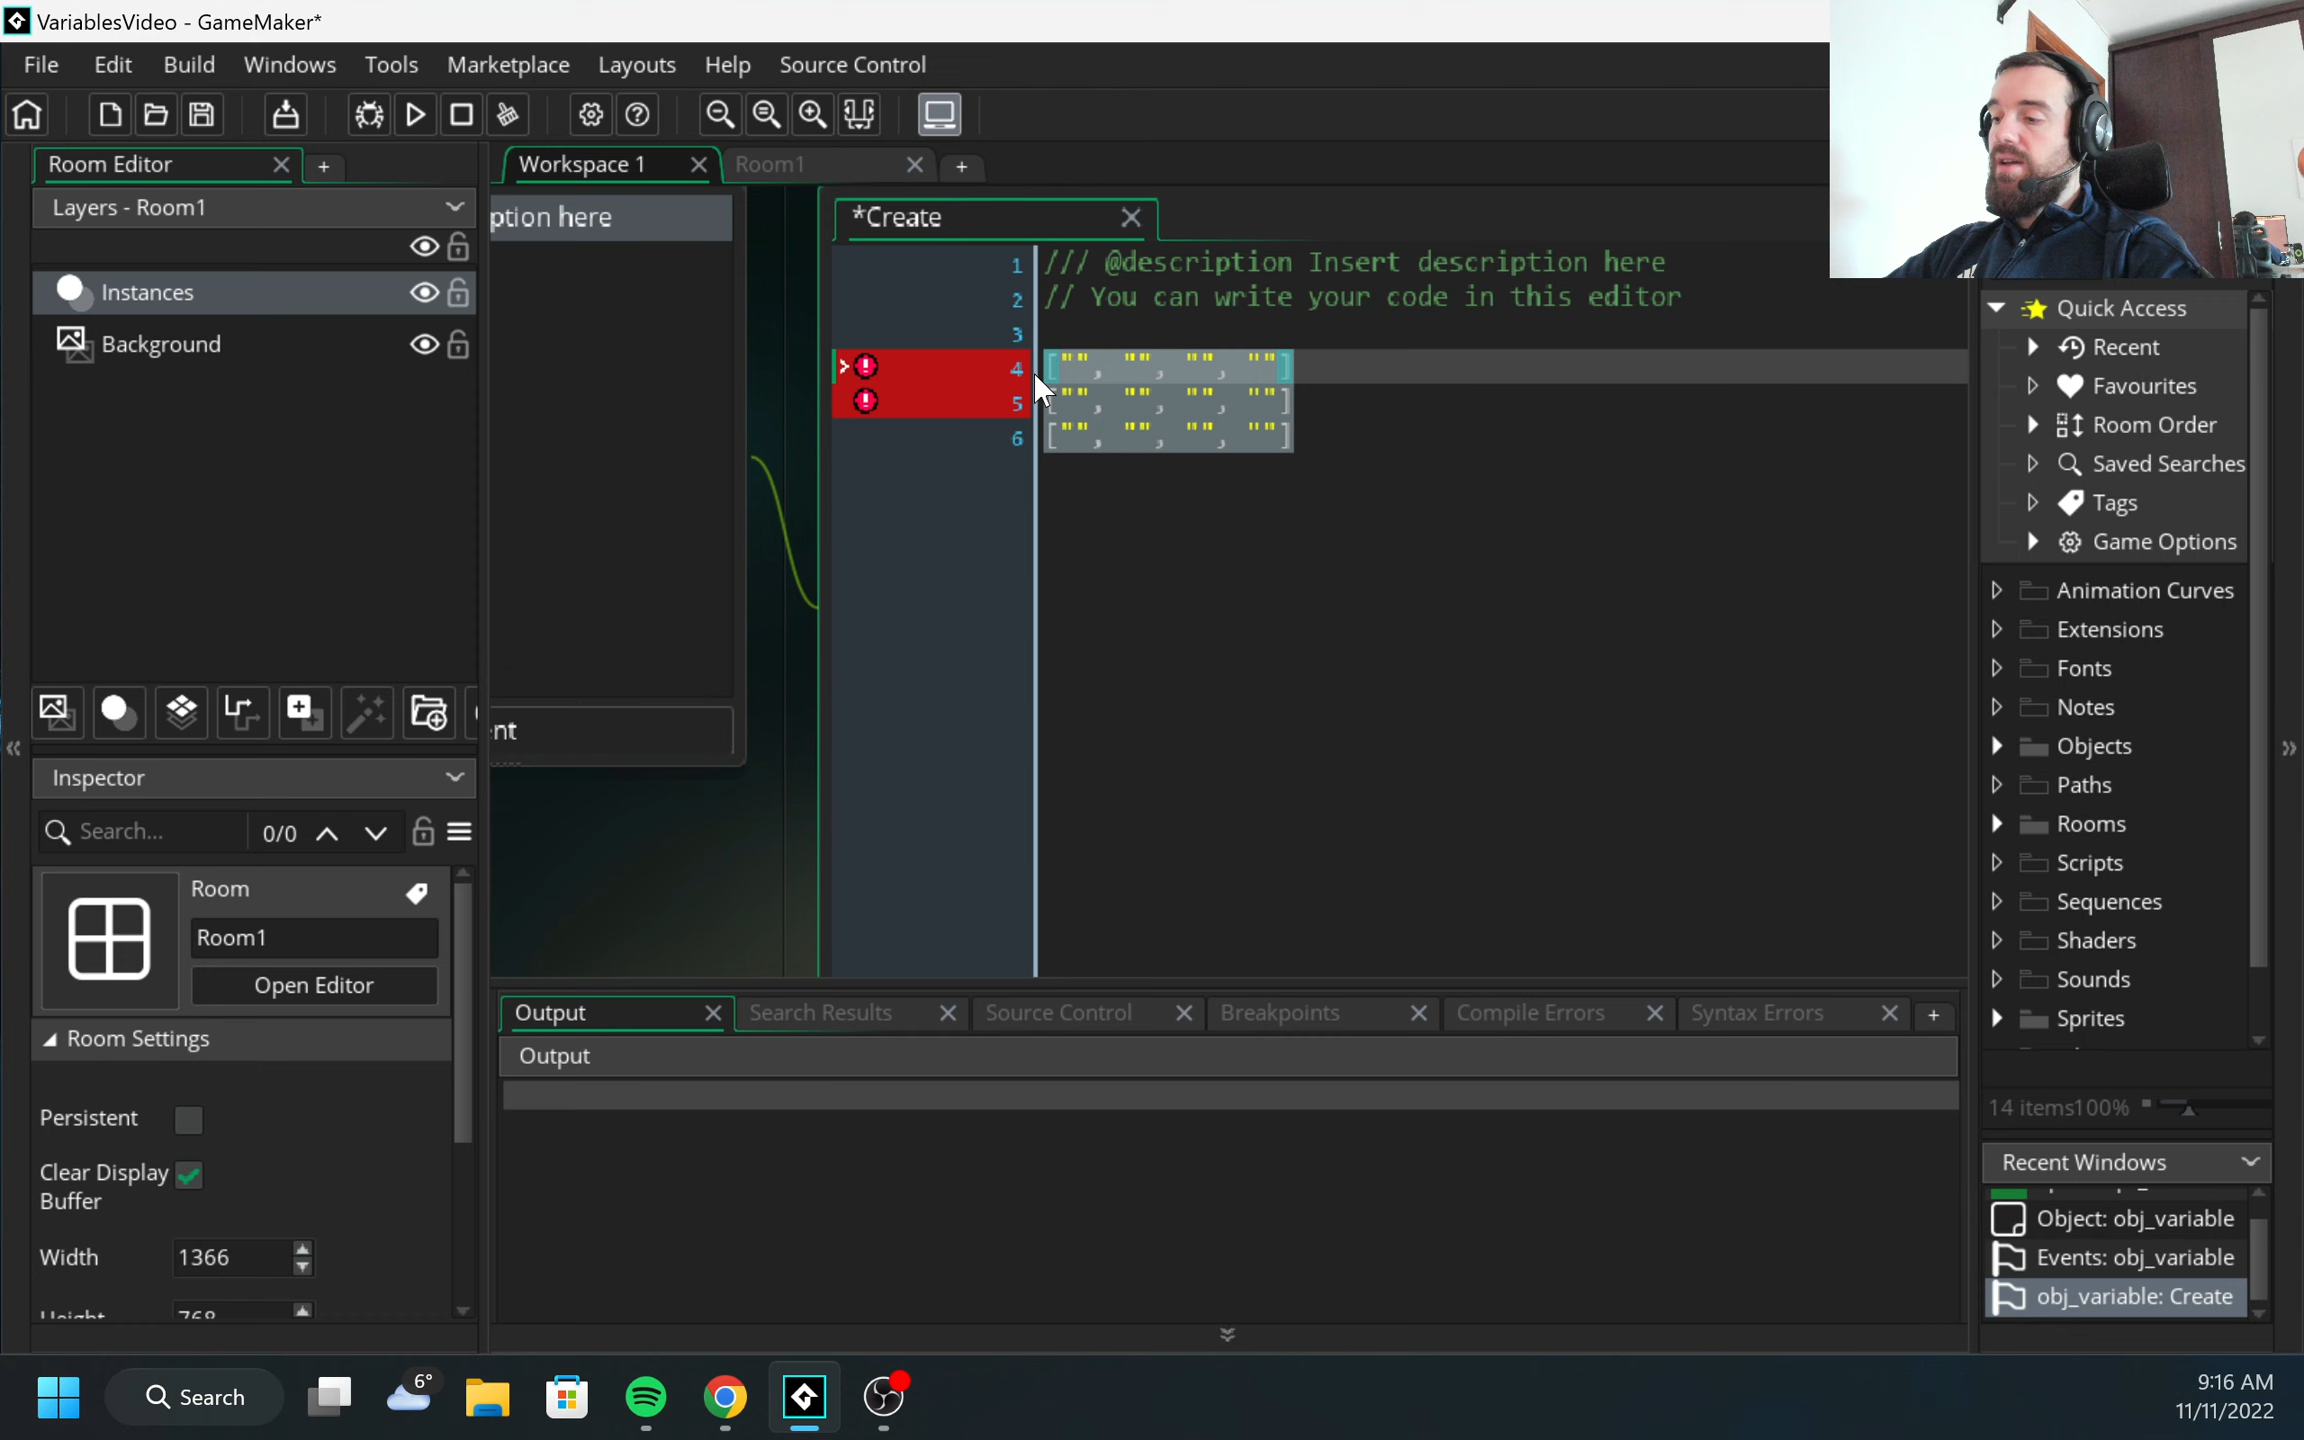 VariablesVideo - GameMaker*
File Edit Build Windows Tools Marketplace Layouts Help Source Control
Room Editor
Workspace 1
Room1
Layers - Room1
ption here
*Create
1 /// @description Insert description here
2 // You can write your code in this editor
3
4 ["", "", "", ""]
5 ["", "", "", ""]
6 ["", "", "", ""]
Instances
Background
nt
Inspector
Search...
0/0
Room
Room1
Open Editor
Room Settings
Persistent
Clear Display
Buffer
Width 1366
Output
Search Results
Source Control
Breakpoints
Compile Errors
Syntax Errors
Output
Quick Access
Recent
Favourites
Room Order
Saved Searches
Tags
Game Options
Animation Curves
Extensions
Fonts
Notes
Objects
Paths
Rooms
Scripts
Sequences
Shaders
Sounds
Sprites
14 items100%
Recent Windows
Object: obj_variable
Events: obj_variable
obj_variable: Create
Search
6°
9:16 AM
11/11/2022